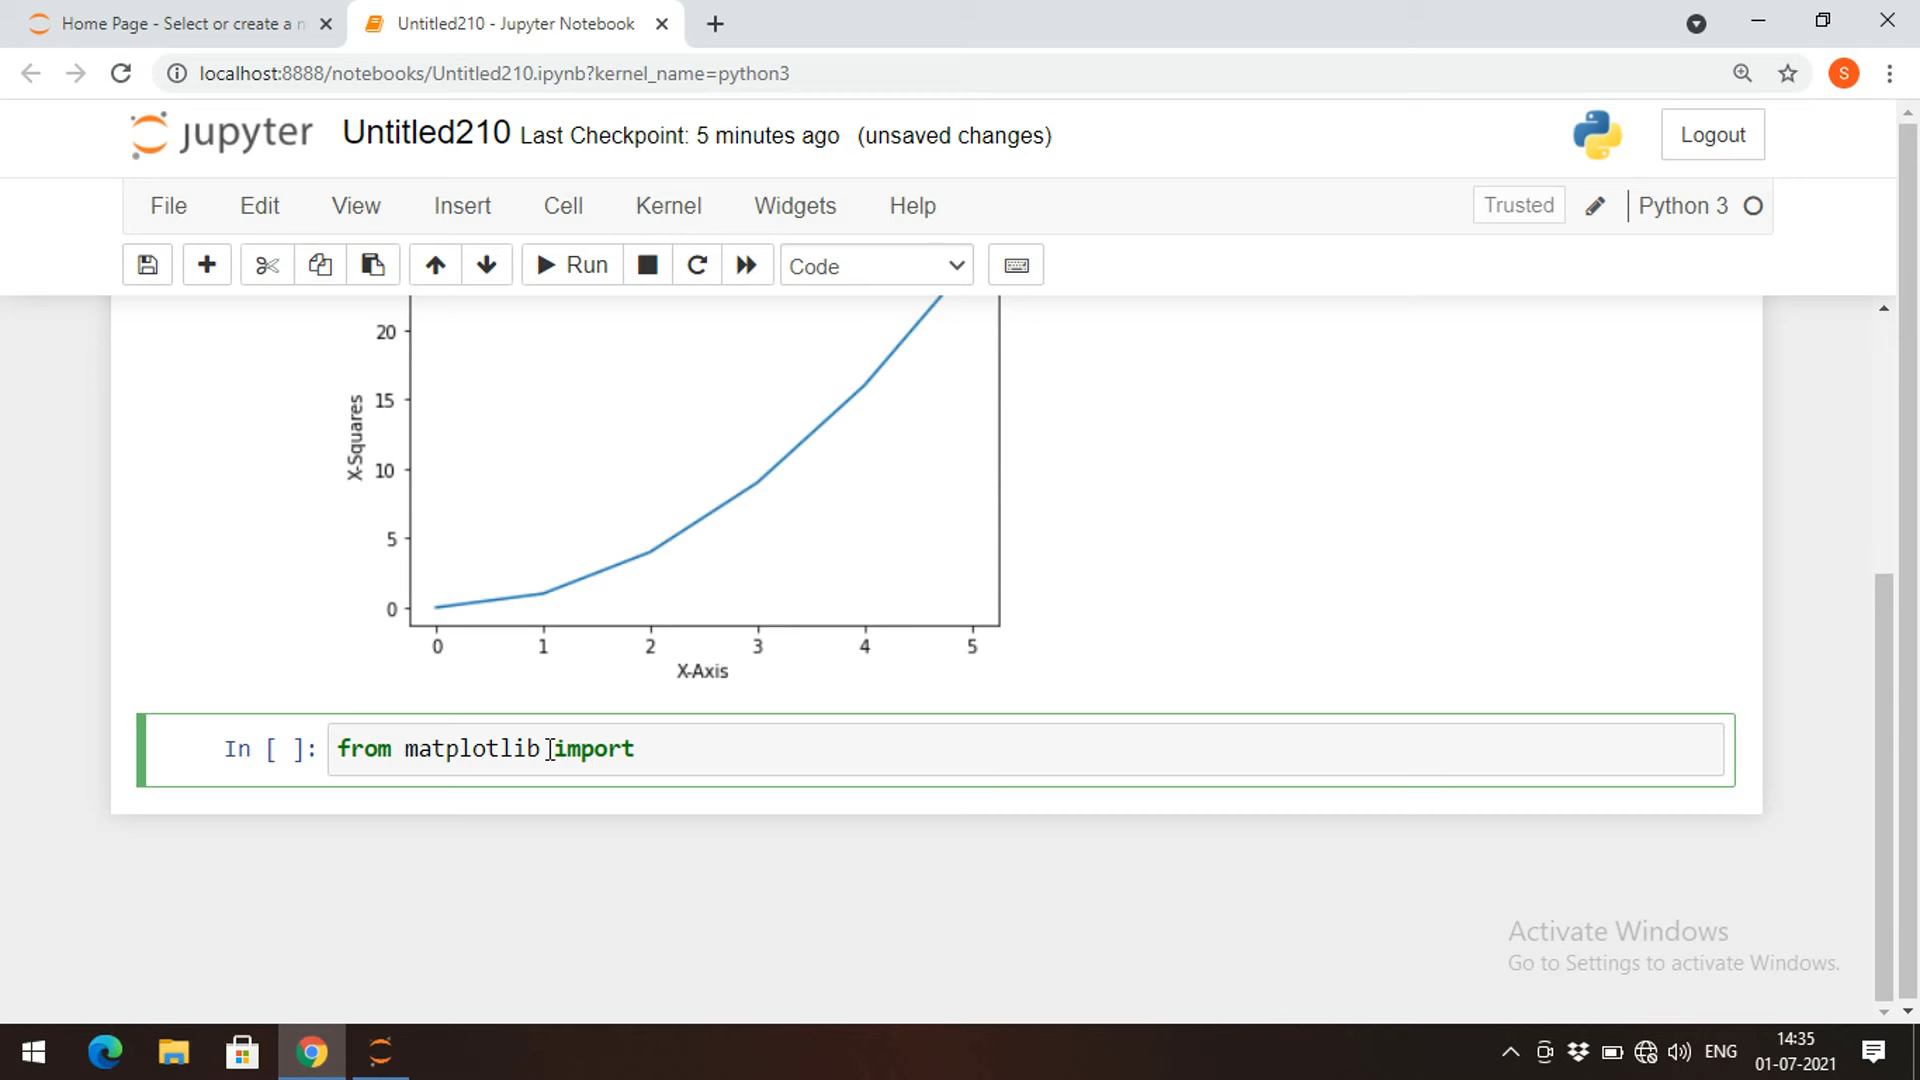 Home Page - Select or create a n
Untitled210 - Jupyter Notebook
localhost:8888/notebooks/Untitled210.ipynb?kernel_name=python3
S
jupyter Untitled210 Last Checkpoint: 5 minutes ago (unsaved changes)
Logout
File Edit View Insert Cell Kernel Widgets Help
Trusted
Python 3
Run
Code
20
15
10
5
0
X-Squares
0 1 2 3 4 5
X-Axis
In [ ]: from matplotlib import
Activate Windows
Go to Settings to activate Windows.
ENG
14:35
01-07-2021